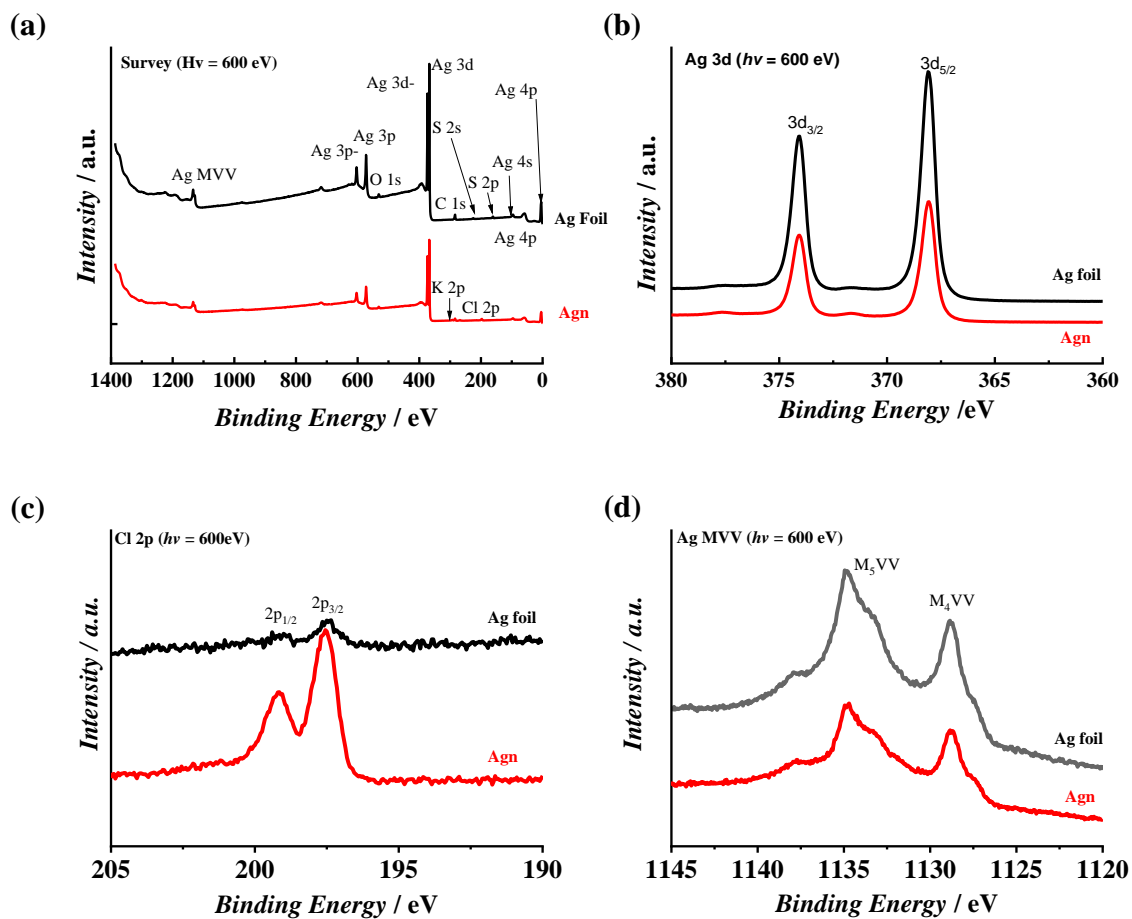 (a)
Survey (Hv = 600 eV)
Ag 3d
Ag 3d-
Ag 4p
S 2s
Ag 3p
Ag 3p-
Ag 4s
Ag MVV
O 1s
S 2p
C 1s
Ag Foil
Ag 4p
K 2p
Cl 2p
Agn
1400 1200 1000 800 600 400 200 0
Binding Energy / eV
Intensity / a.u.
(b)
Ag 3d (hv = 600 eV)
3d5/2
3d3/2
Ag foil
Agn
380 375 370 365 360
Binding Energy /eV
Intensity / a.u.
(c)
Cl 2p (hv = 600eV)
2p1/2
2p3/2
Ag foil
Agn
205 200 195 190
Binding Energy / eV
Intensity / a.u.
(d)
Ag MVV (hv = 600 eV)
M5VV
M4VV
Ag foil
Agn
1145 1140 1135 1130 1125 1120
Binding Energy / eV
Intensity / a.u.